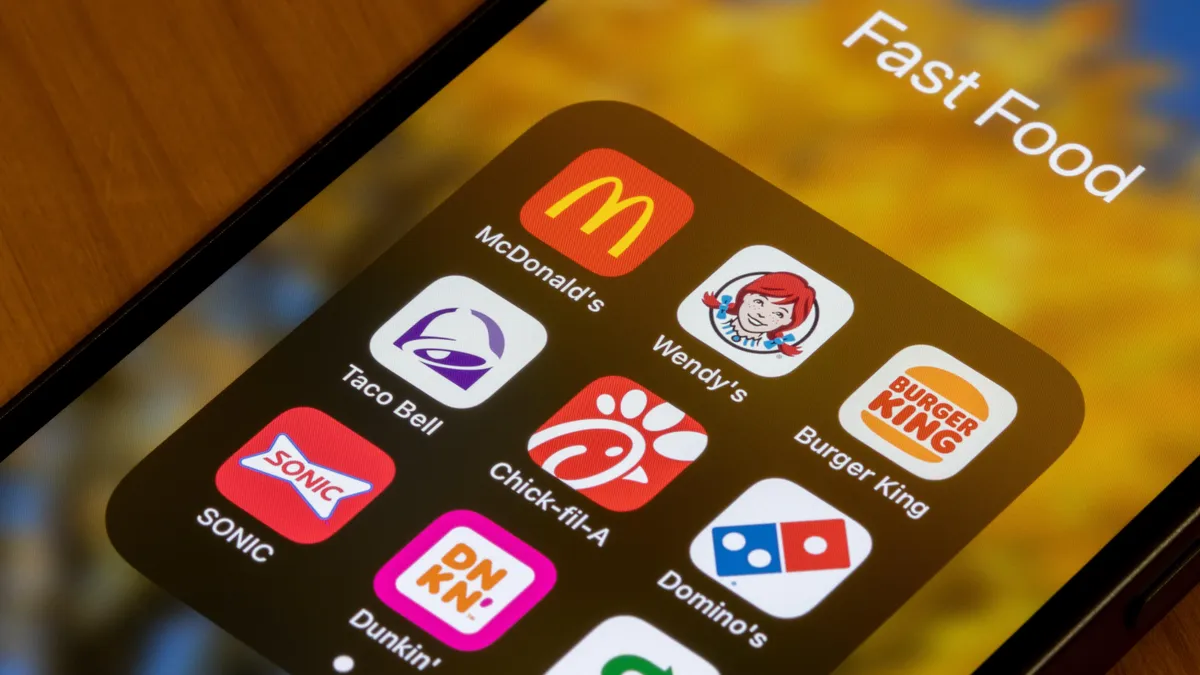 Fast Food
McDonald's
Wendy's
BURGER
KING
Burger King
Taco Bell
Chick-fil-A
Domino's
SONIC
SONIC
DN
KN'
Dunkin'